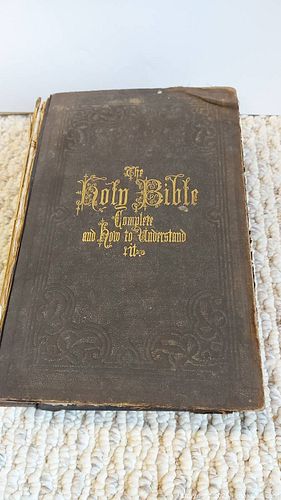 The
Holy Bible
Complete
and How to Understand
it